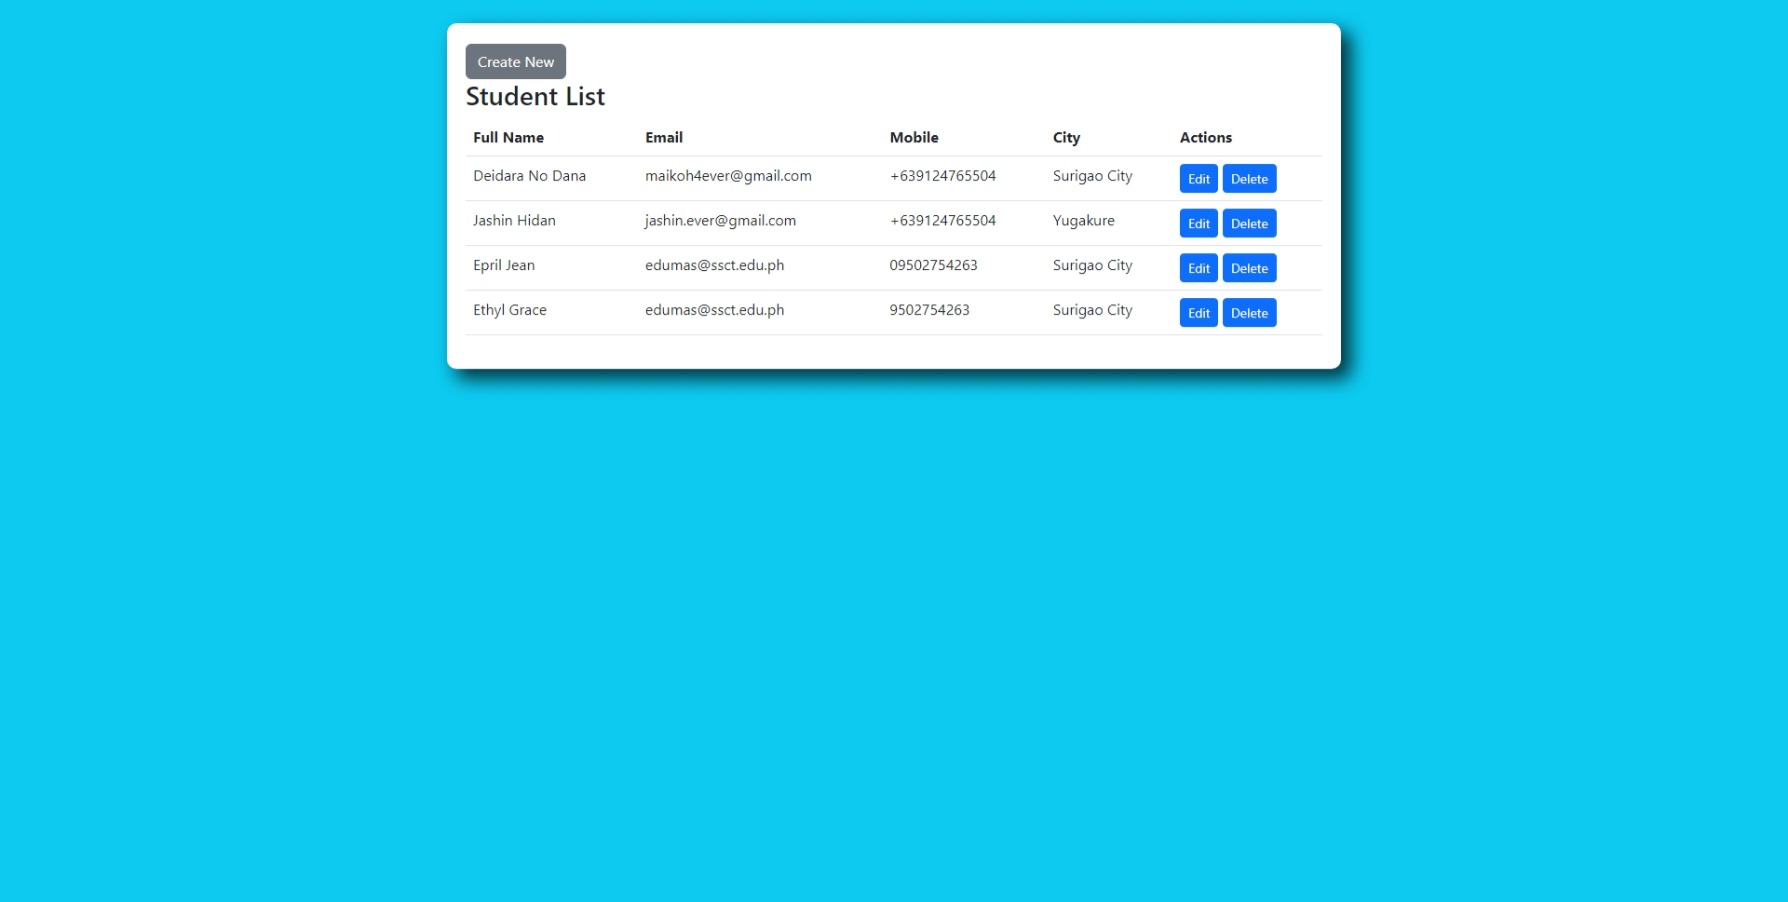 Create New
Student List
Full Name Email Mobile City Actions
Deidara No Dana maikoh4ever@gmail.com +639124765504 Surigao City Edit Delete
Jashin Hidan jashin.ever@gmail.com +639124765504 Yugakure Edit Delete
Epril Jean edumas@ssct.edu.ph 09502754263 Surigao City Edit Delete
Ethyl Grace edumas@ssct.edu.ph 9502754263 Surigao City Edit Delete